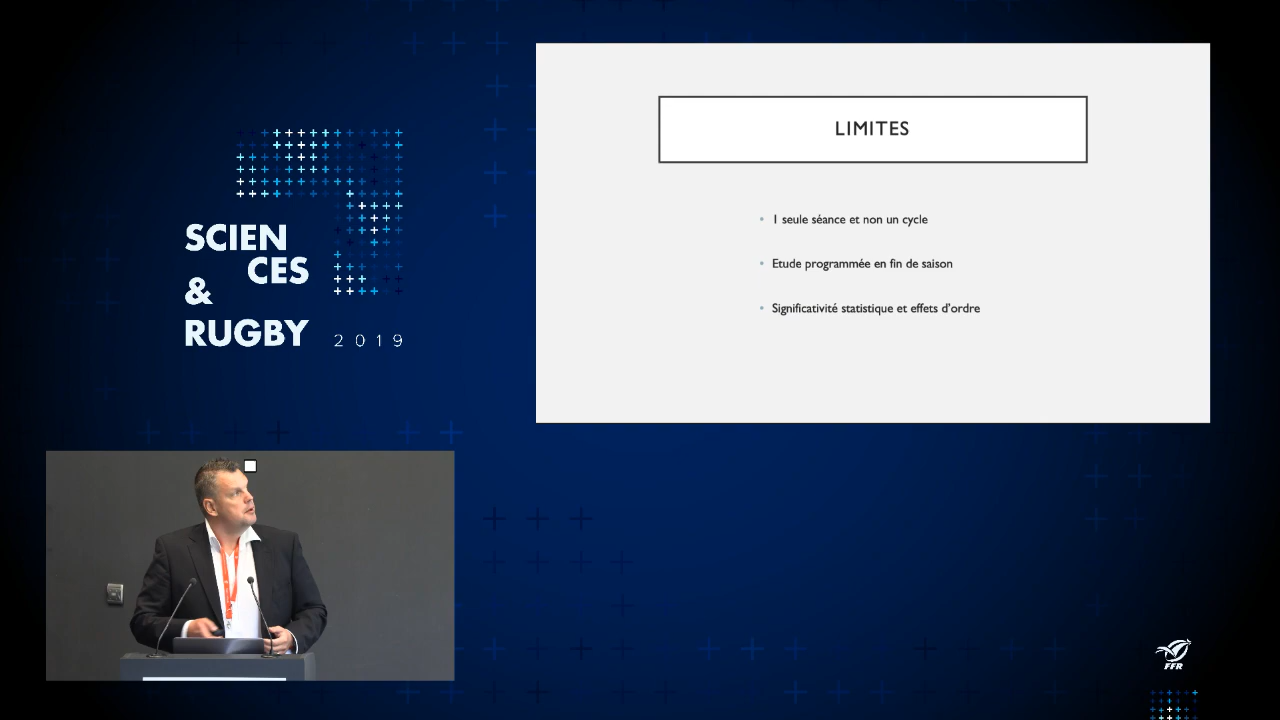 SCIEN
CES
&
RUGBY 2019
LIMITES
• 1 seule séance et non un cycle
• Etude programmée en fin de saison
• Significativité statistique et effets d'ordre
FFR